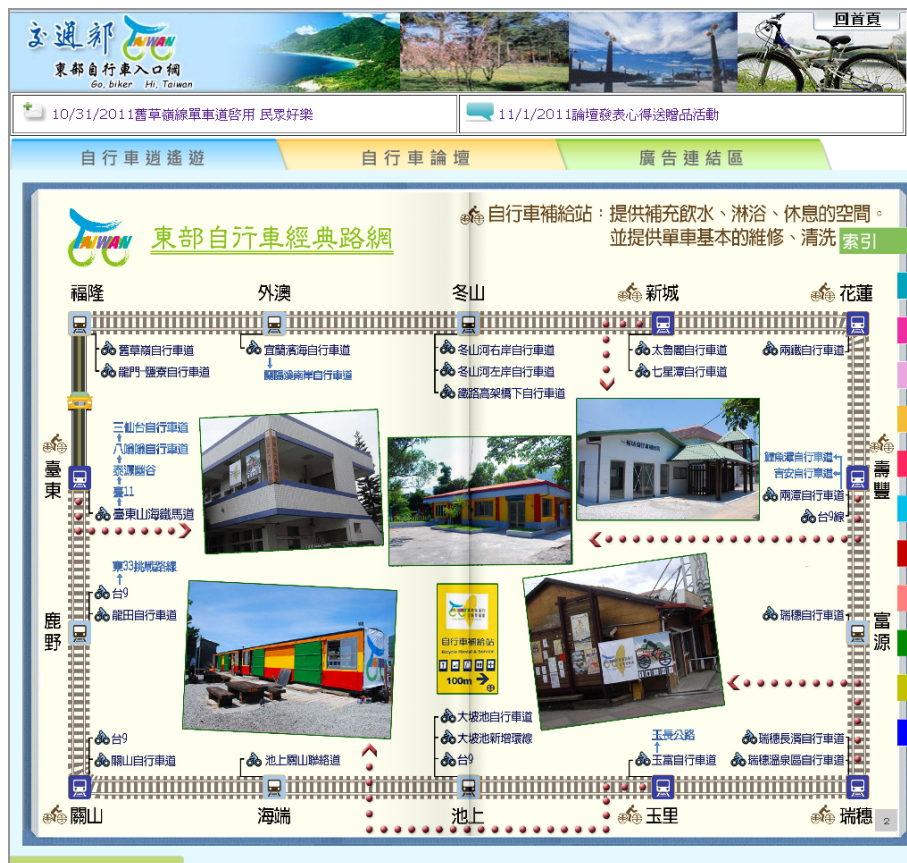 交通部 TAIWAN
東部自行車入口網
Go, biker Hi, Taiwan
回首頁
10/31/2011舊草嶺線單車道啓用 民眾好樂
11/1/2011論壇發表心得送贈品活動
自行車逍遙遊
自行車論壇
廣告連結區
TAIWAN
東部自行車經典路網
自行車補給站：提供補充飲水、淋浴、休息的空間。
並提供單車基本的維修、清洗
索引
福隆
外澳
冬山
新城
花蓮
舊草嶺自行車道
龍門-鹽寮自行車道
宜蘭濱海自行車道
冬山河右岸自行車道
冬山河左岸自行車道
鐵路高架橋下自行車道
太魯閣自行車道
七星潭自行車道
兩鐵自行車道
三仙台自行車道
八嗡嗡自行車道
泰源幽谷
臺11
臺東山海鐵馬道
臺東
鯉魚潭自行車道
吉安自行車道
兩潭自行車道
台9線
壽豐
東33挑戰路線
台9
龍田自行車道
鹿野
自行車補給站
100m
瑞穗自行車道
富源
台9
關山自行車道
池上關山聯絡道
大坡池自行車道
大坡池新增環線
台9
玉長公路
玉富自行車道
瑞穗長濱自行車道
瑞穗溫泉區自行車道
關山
海端
池上
玉里
瑞穗
2